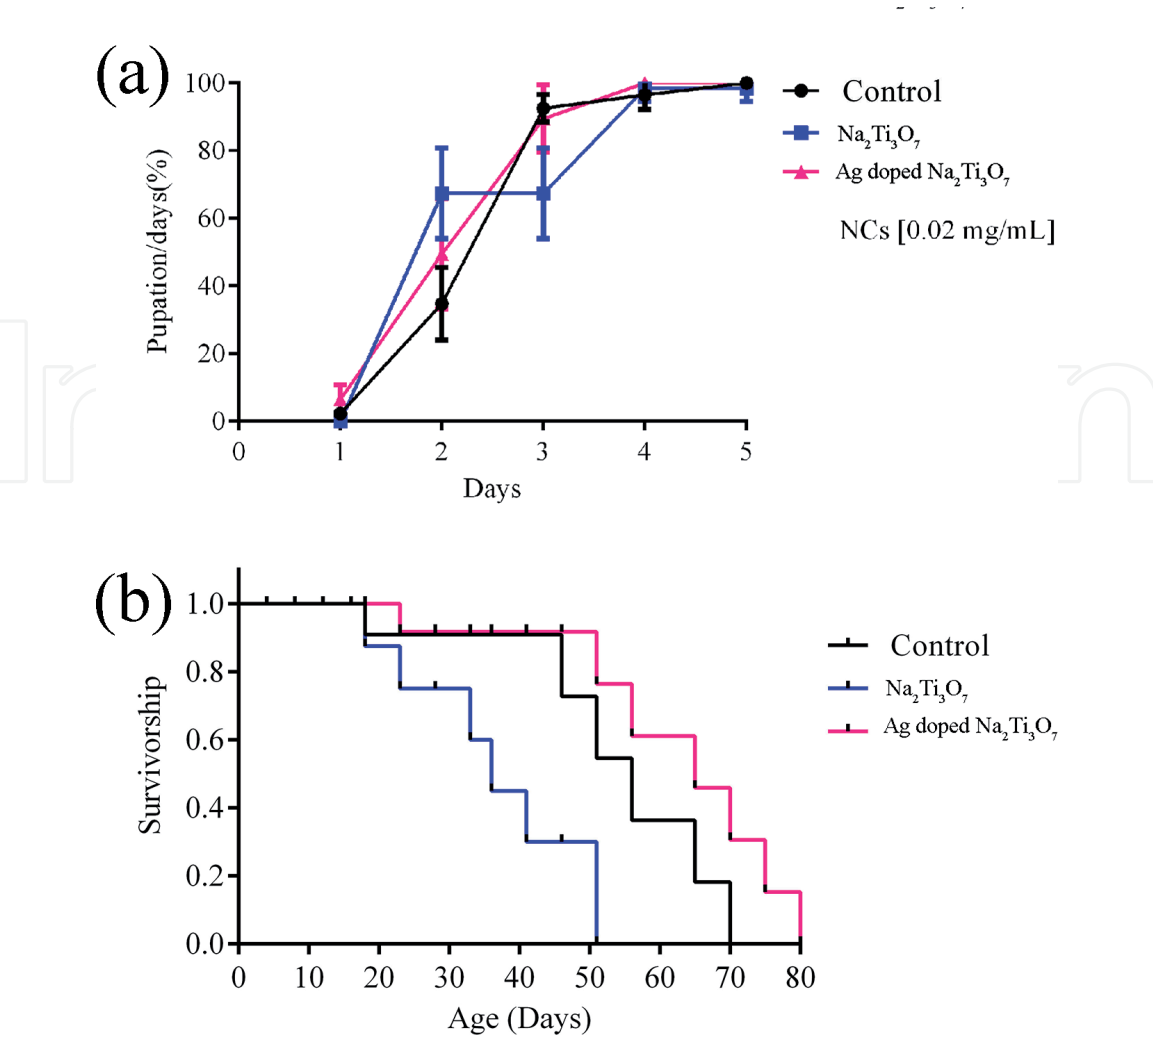 (a)
100
80
60
40
20
0
Pupation/days(%)
0 1 2 3 4 5
Days
Control
Na₂Ti₃O₇
Ag doped Na₂Ti₃O₇
NCs [0.02 mg/mL]
(b)
1.0
0.8
0.6
0.4
0.2
0.0
Survivorship
0 10 20 30 40 50 60 70 80
Age (Days)
Control
Na₂Ti₃O₇
Ag doped Na₂Ti₃O₇